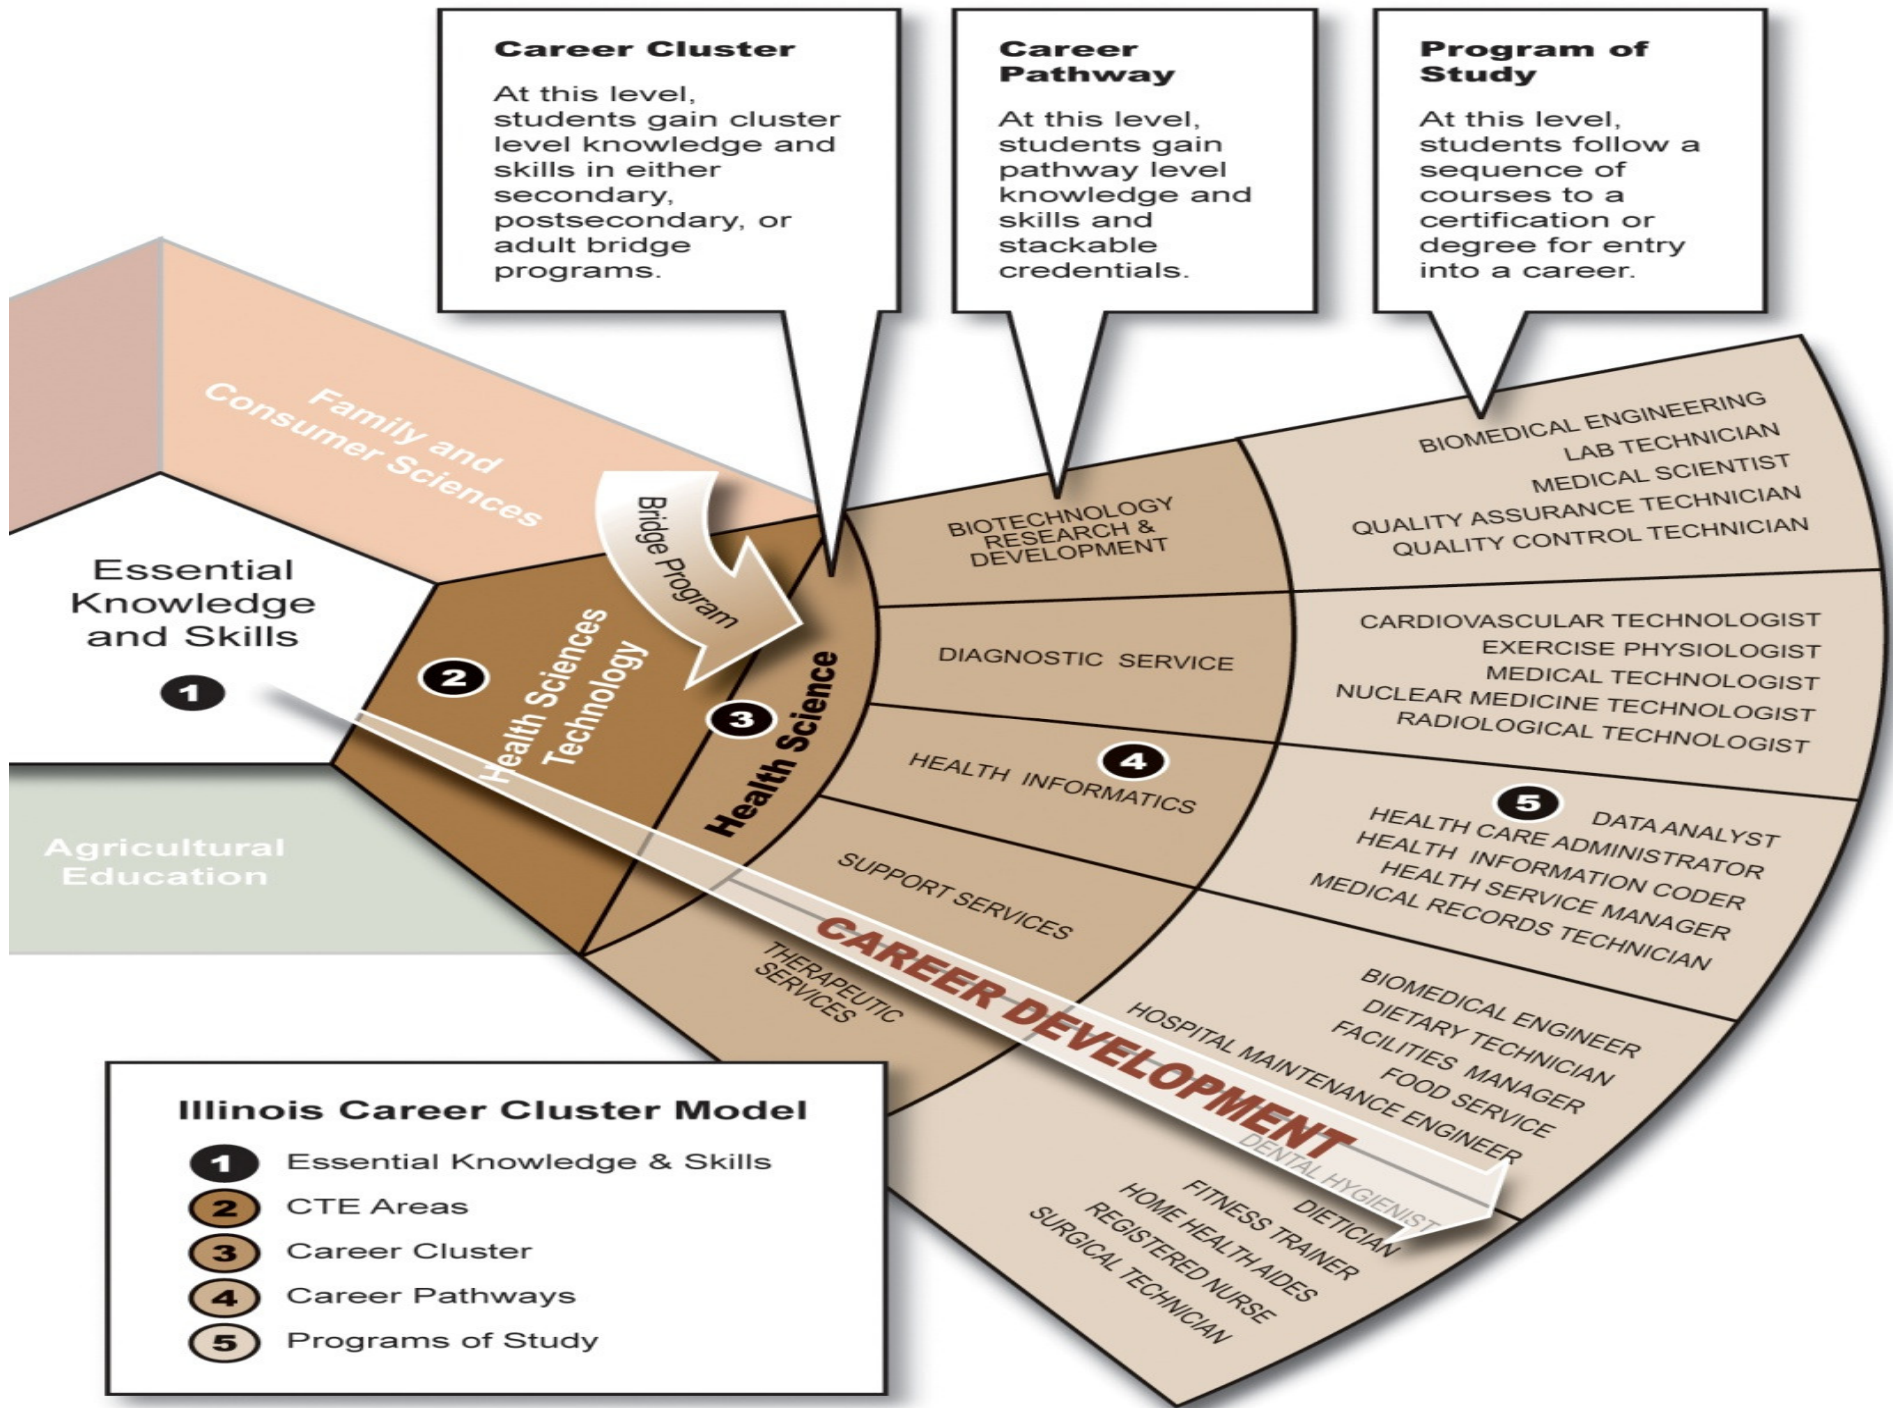 Career Cluster
At this level,
students gain cluster
level knowledge and
skills in either
secondary,
postsecondary, or
adult bridge
programs.
Career
Pathway
At this level,
students gain
pathway level
knowledge and
skills and
stackable
credentials.
Program of
Study
At this level,
students follow a
sequence of
courses to a
certification or
degree for entry
into a career.
Family and
Consumer Sciences
Bridge Program
Essential
Knowledge
and Skills
1
2
Health Sciences
Technology
3
Health Science
Agricultural
Education
BIOTECHNOLOGY
RESEARCH &
DEVELOPMENT
DIAGNOSTIC SERVICE
4
HEALTH INFORMATICS
SUPPORT SERVICES
THERAPEUTIC
SERVICES
CAREER DEVELOPMENT
BIOMEDICAL ENGINEERING
LAB TECHNICIAN
MEDICAL SCIENTIST
QUALITY ASSURANCE TECHNICIAN
QUALITY CONTROL TECHNICIAN
CARDIOVASCULAR TECHNOLOGIST
EXERCISE PHYSIOLOGIST
MEDICAL TECHNOLOGIST
NUCLEAR MEDICINE TECHNOLOGIST
RADIOLOGICAL TECHNOLOGIST
5
DATA ANALYST
HEALTH CARE ADMINISTRATOR
HEALTH INFORMATION CODER
HEALTH SERVICE MANAGER
MEDICAL RECORDS TECHNICIAN
BIOMEDICAL ENGINEER
DIETARY TECHNICIAN
FACILITIES MANAGER
FOOD SERVICE
HOSPITAL MAINTENANCE ENGINEER
DENTAL HYGIENIST
DIETICIAN
FITNESS TRAINER
HOME HEALTH AIDES
REGISTERED NURSE
SURGICAL TECHNICIAN
Illinois Career Cluster Model
1 Essential Knowledge & Skills
2 CTE Areas
3 Career Cluster
4 Career Pathways
5 Programs of Study